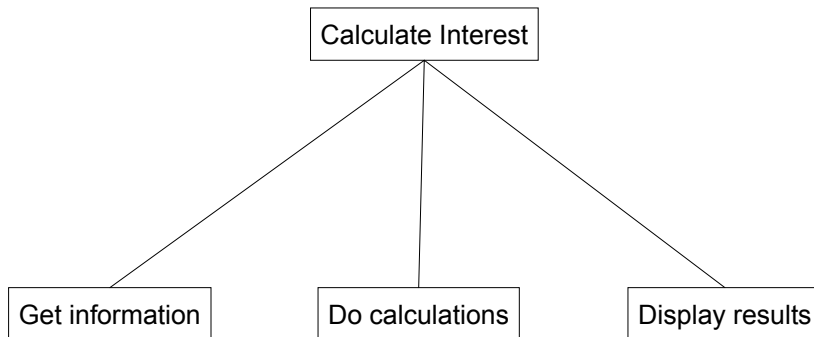 Calculate Interest
Get information
Do calculations
Display results